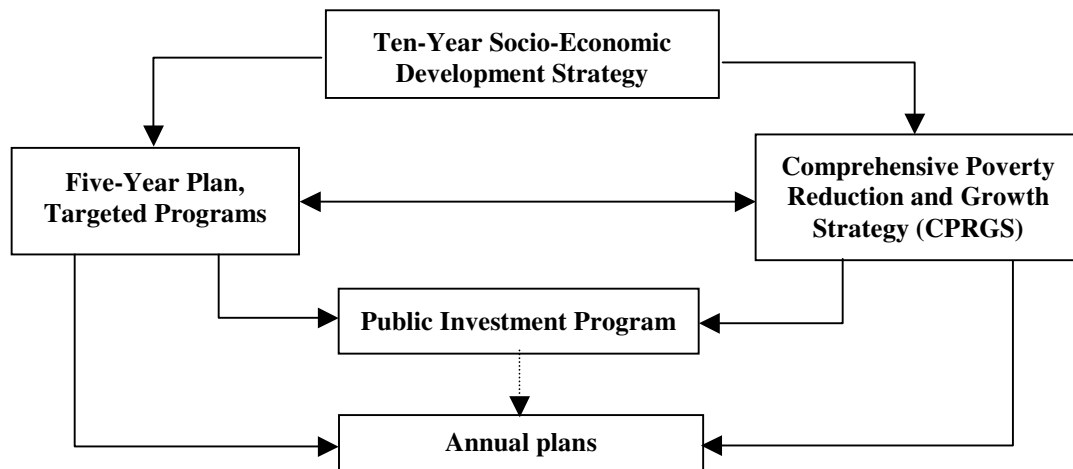 Ten-Year Socio-Economic
Development Strategy
Five-Year Plan,
Targeted Programs
Comprehensive Poverty
Reduction and Growth
Strategy (CPRGS)
Public Investment Program
Annual plans